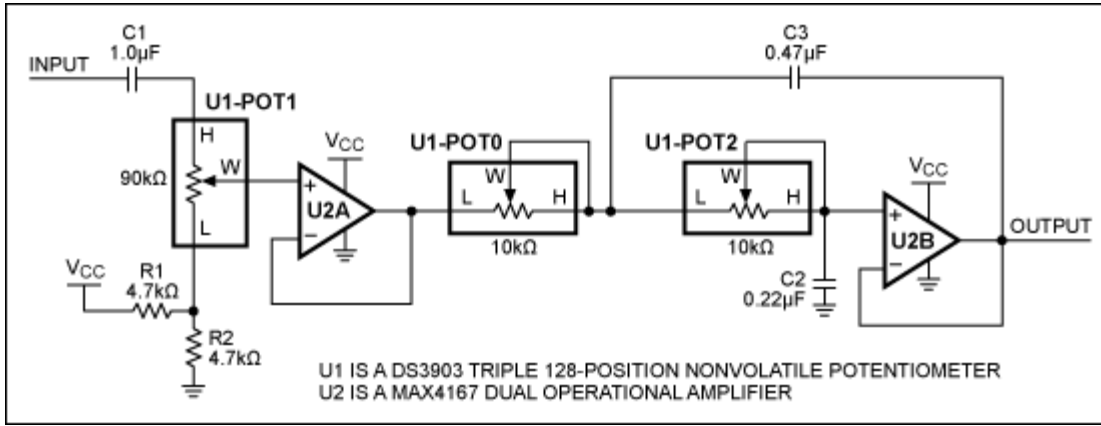 C1
1.0µF
INPUT
C3
0.47µF
U1-POT1
H
W
90kΩ
L
VCC
+
U2A
−
U1-POT0
W
L
H
10kΩ
U1-POT2
W
L
H
10kΩ
VCC
+
U2B
−
OUTPUT
C2
0.22µF
VCC
R1
4.7kΩ
R2
4.7kΩ
U1 IS A DS3903 TRIPLE 128-POSITION NONVOLATILE POTENTIOMETER
U2 IS A MAX4167 DUAL OPERATIONAL AMPLIFIER